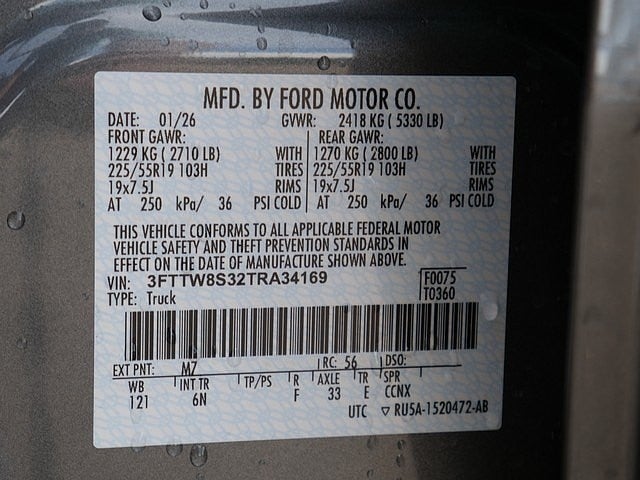 MFD. BY FORD MOTOR CO.
DATE: 01/26 GVWR: 2418 KG ( 5330 LB)
FRONT GAWR: REAR GAWR:
1229 KG ( 2710 LB) WITH 1270 KG ( 2800 LB) WITH
225/55R19 103H TIRES 225/55R19 103H TIRES
19x7.5J RIMS 19x7.5J RIMS
AT 250 kPa/ 36 PSI COLD AT 250 kPa/ 36 PSI COLD
THIS VEHICLE CONFORMS TO ALL APPLICABLE FEDERAL MOTOR
VEHICLE SAFETY AND THEFT PREVENTION STANDARDS IN
EFFECT ON THE DATE OF MANUFACTURE SHOWN ABOVE.
VIN: 3FTTW8S32TRA34169 F0075
TYPE: Truck T0360
EXT PNT: M7 RC: 56 DSO:
WB INT TR TP/PS R AXLE TR SPR
121 6N F 33 E CCNX
UTC ▽ RU5A-1520472-AB